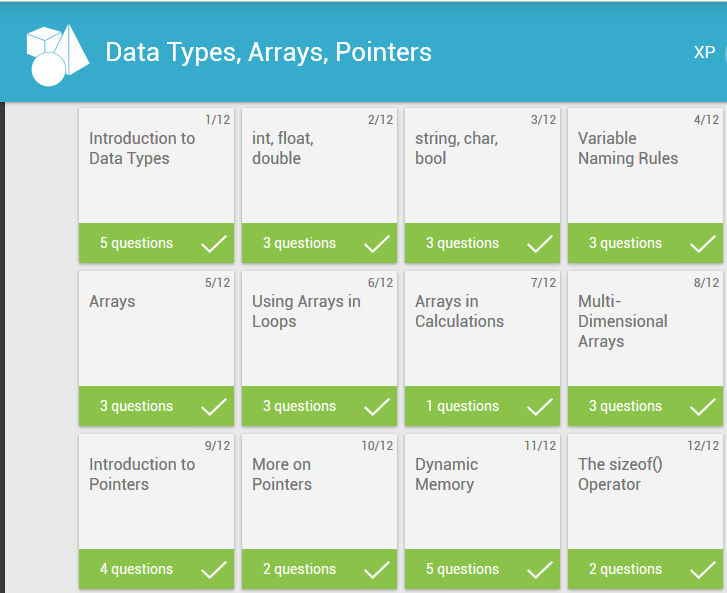 Data Types, Arrays, Pointers
XP
1/12
Introduction to
Data Types
5 questions
2/12
int, float,
double
3 questions
3/12
string, char,
bool
3 questions
4/12
Variable
Naming Rules
3 questions
5/12
Arrays
3 questions
6/12
Using Arrays in
Loops
3 questions
7/12
Arrays in
Calculations
1 questions
8/12
Multi-
Dimensional
Arrays
3 questions
9/12
Introduction to
Pointers
4 questions
10/12
More on
Pointers
2 questions
11/12
Dynamic
Memory
5 questions
12/12
The sizeof()
Operator
2 questions